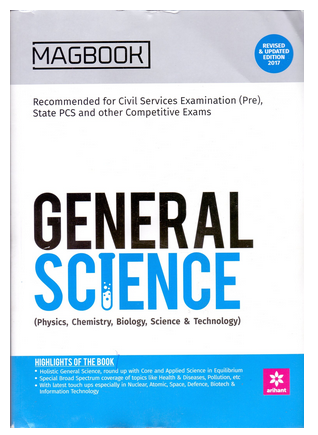 MAGBOOK
REVISED
& UPDATED
EDITION
2017
Recommended for Civil Services Examination (Pre),
State PCS and other Competitive Exams
GENERAL
SCIENCE
(Physics, Chemistry, Biology, Science & Technology)
HIGHLIGHTS OF THE BOOK
• Holistic General Science, round up with Core and Applied Science in Equilibrium
• Special Broad Spectrum coverage of topics like Health & Diseases, Pollution, etc
• With latest touch ups especially in Nuclear, Atomic, Space, Defence, Biotech &
Information Technology
arihant